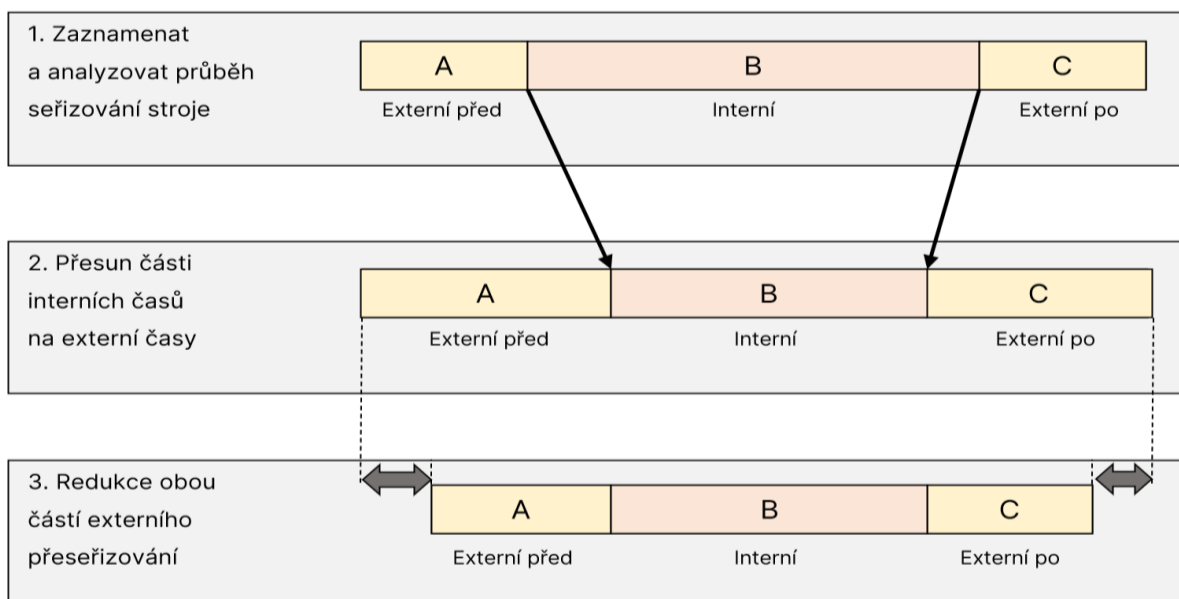 1. Zaznamenat
a analyzovat průběh
seřizování stroje
A
B
C
Externí před
Interní
Externí po
2. Přesun části
interních časů
na externí časy
A
B
C
Externí před
Interní
Externí po
3. Redukce obou
částí externího
přeseřizování
A
B
C
Externí před
Interní
Externí po